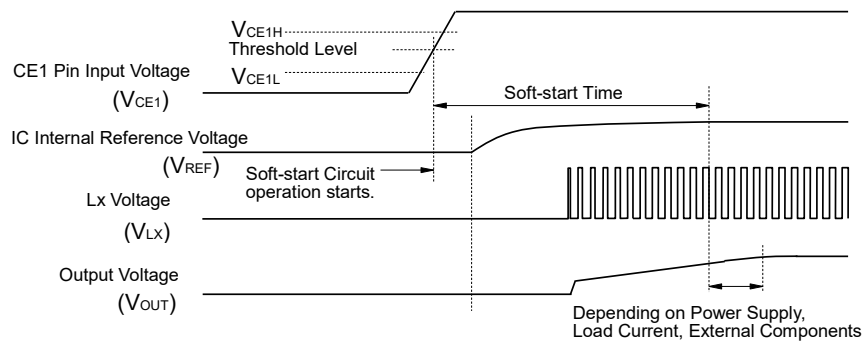 VCE1H
Threshold Level
VCE1L
CE1 Pin Input Voltage
(VCE1)
Soft-start Time
IC Internal Reference Voltage
(VREF)
Soft-start Circuit
operation starts.
Lx Voltage
(VLX)
Output Voltage
(VOUT)
Depending on Power Supply,
Load Current, External Components